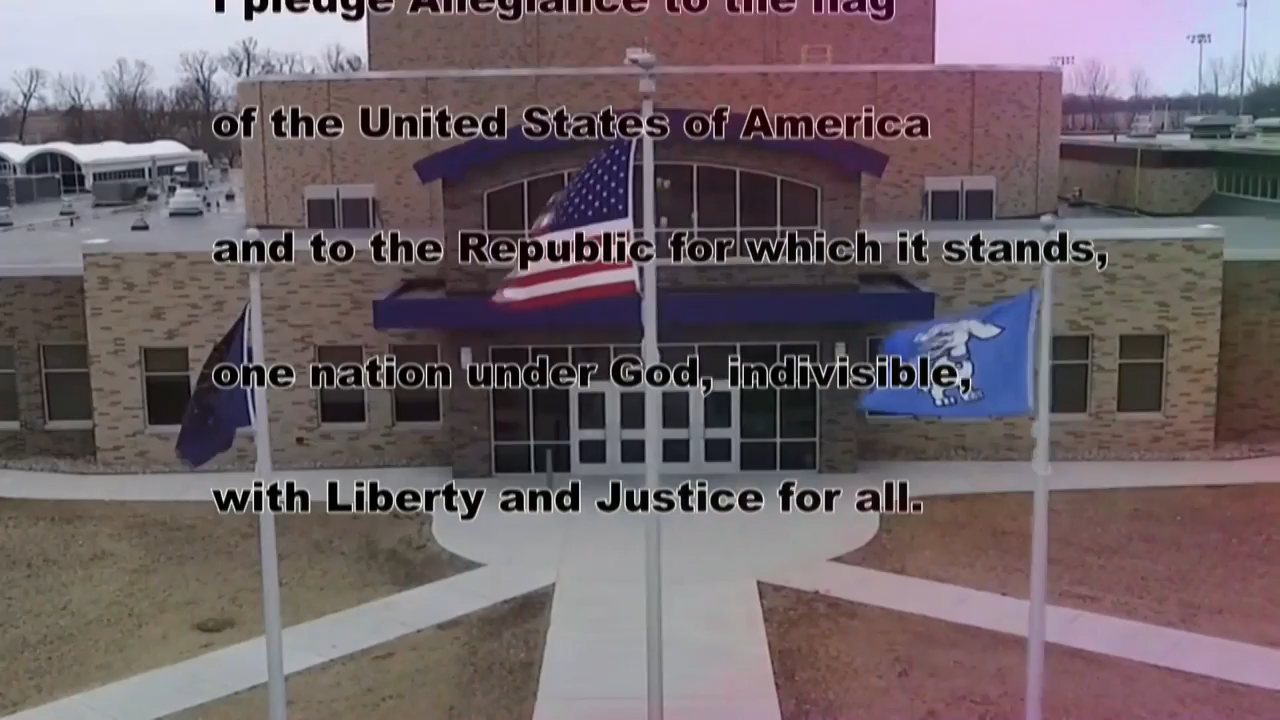 I pledge Allegiance to the flag
of the United States of America
and to the Republic for which it stands,
one nation under God, indivisible,
with Liberty and Justice for all.